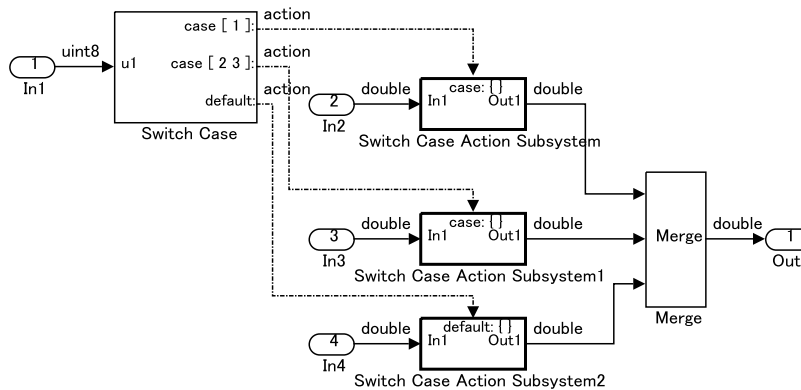 action
case [ 1 ]:
uint8
1
In1
u1
action
case [ 2 3 ]:
action
default:
Switch Case
double
2
In2
case: { }
In1
Out1
double
Switch Case Action Subsystem
double
3
In3
case: { }
In1
Out1
double
Switch Case Action Subsystem1
Merge
Merge
double
1
Out
double
4
In4
default: { }
In1
Out1
double
Switch Case Action Subsystem2